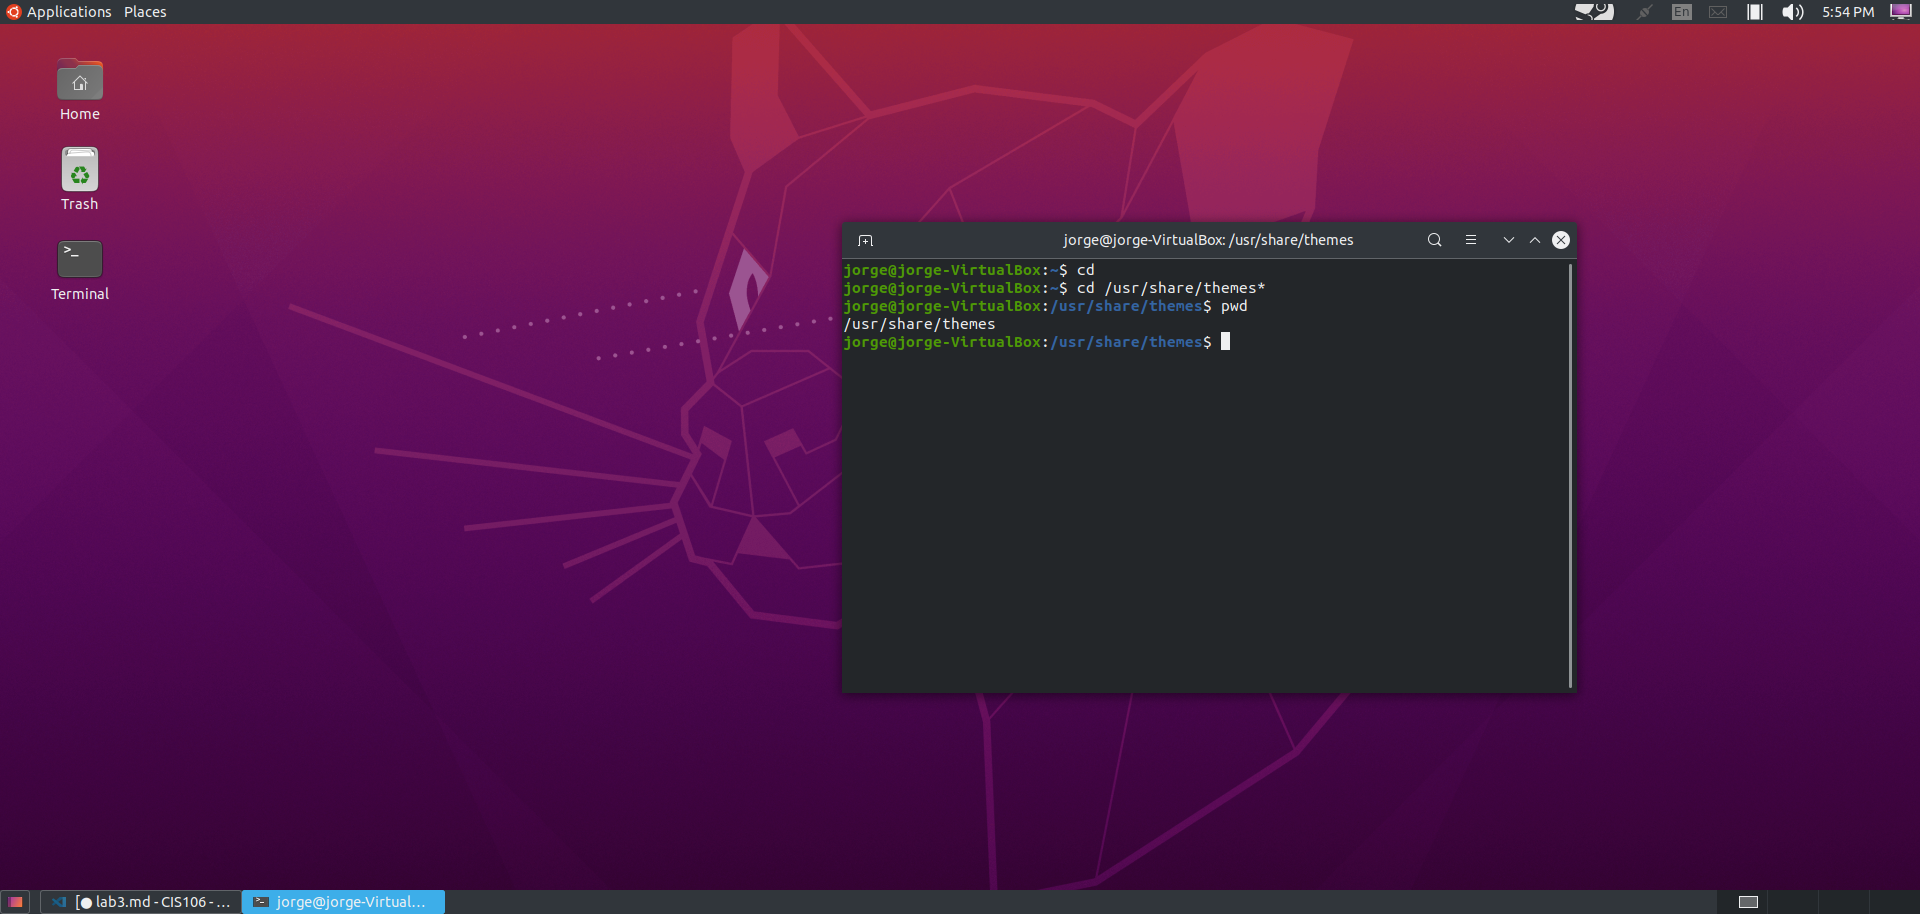 Applications Places
En
5:54 PM
Home
Trash
>_
Terminal
jorge@jorge-VirtualBox: /usr/share/themes
jorge@jorge-VirtualBox:~$ cd
jorge@jorge-VirtualBox:~$ cd /usr/share/themes*
jorge@jorge-VirtualBox:/usr/share/themes$ pwd
/usr/share/themes
jorge@jorge-VirtualBox:/usr/share/themes$
[● lab3.md - CIS106 - ...
jorge@jorge-Virtual...